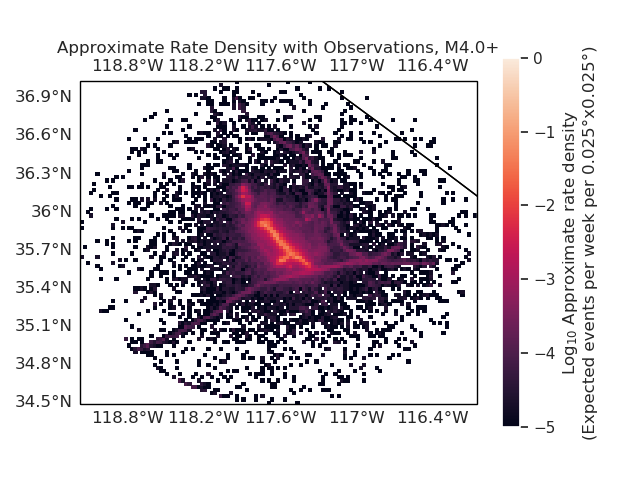 Approximate Rate Density with Observations, M4.0+
118.8°W 118.2°W 117.6°W 117°W 116.4°W
36.9°N
36.6°N
36.3°N
36°N
35.7°N
35.4°N
35.1°N
34.8°N
34.5°N
118.8°W 118.2°W 117.6°W 117°W 116.4°W
0
−1
−2
−3
−4
−5
Log10 Approximate rate density
(Expected events per week per 0.025°x0.025°)